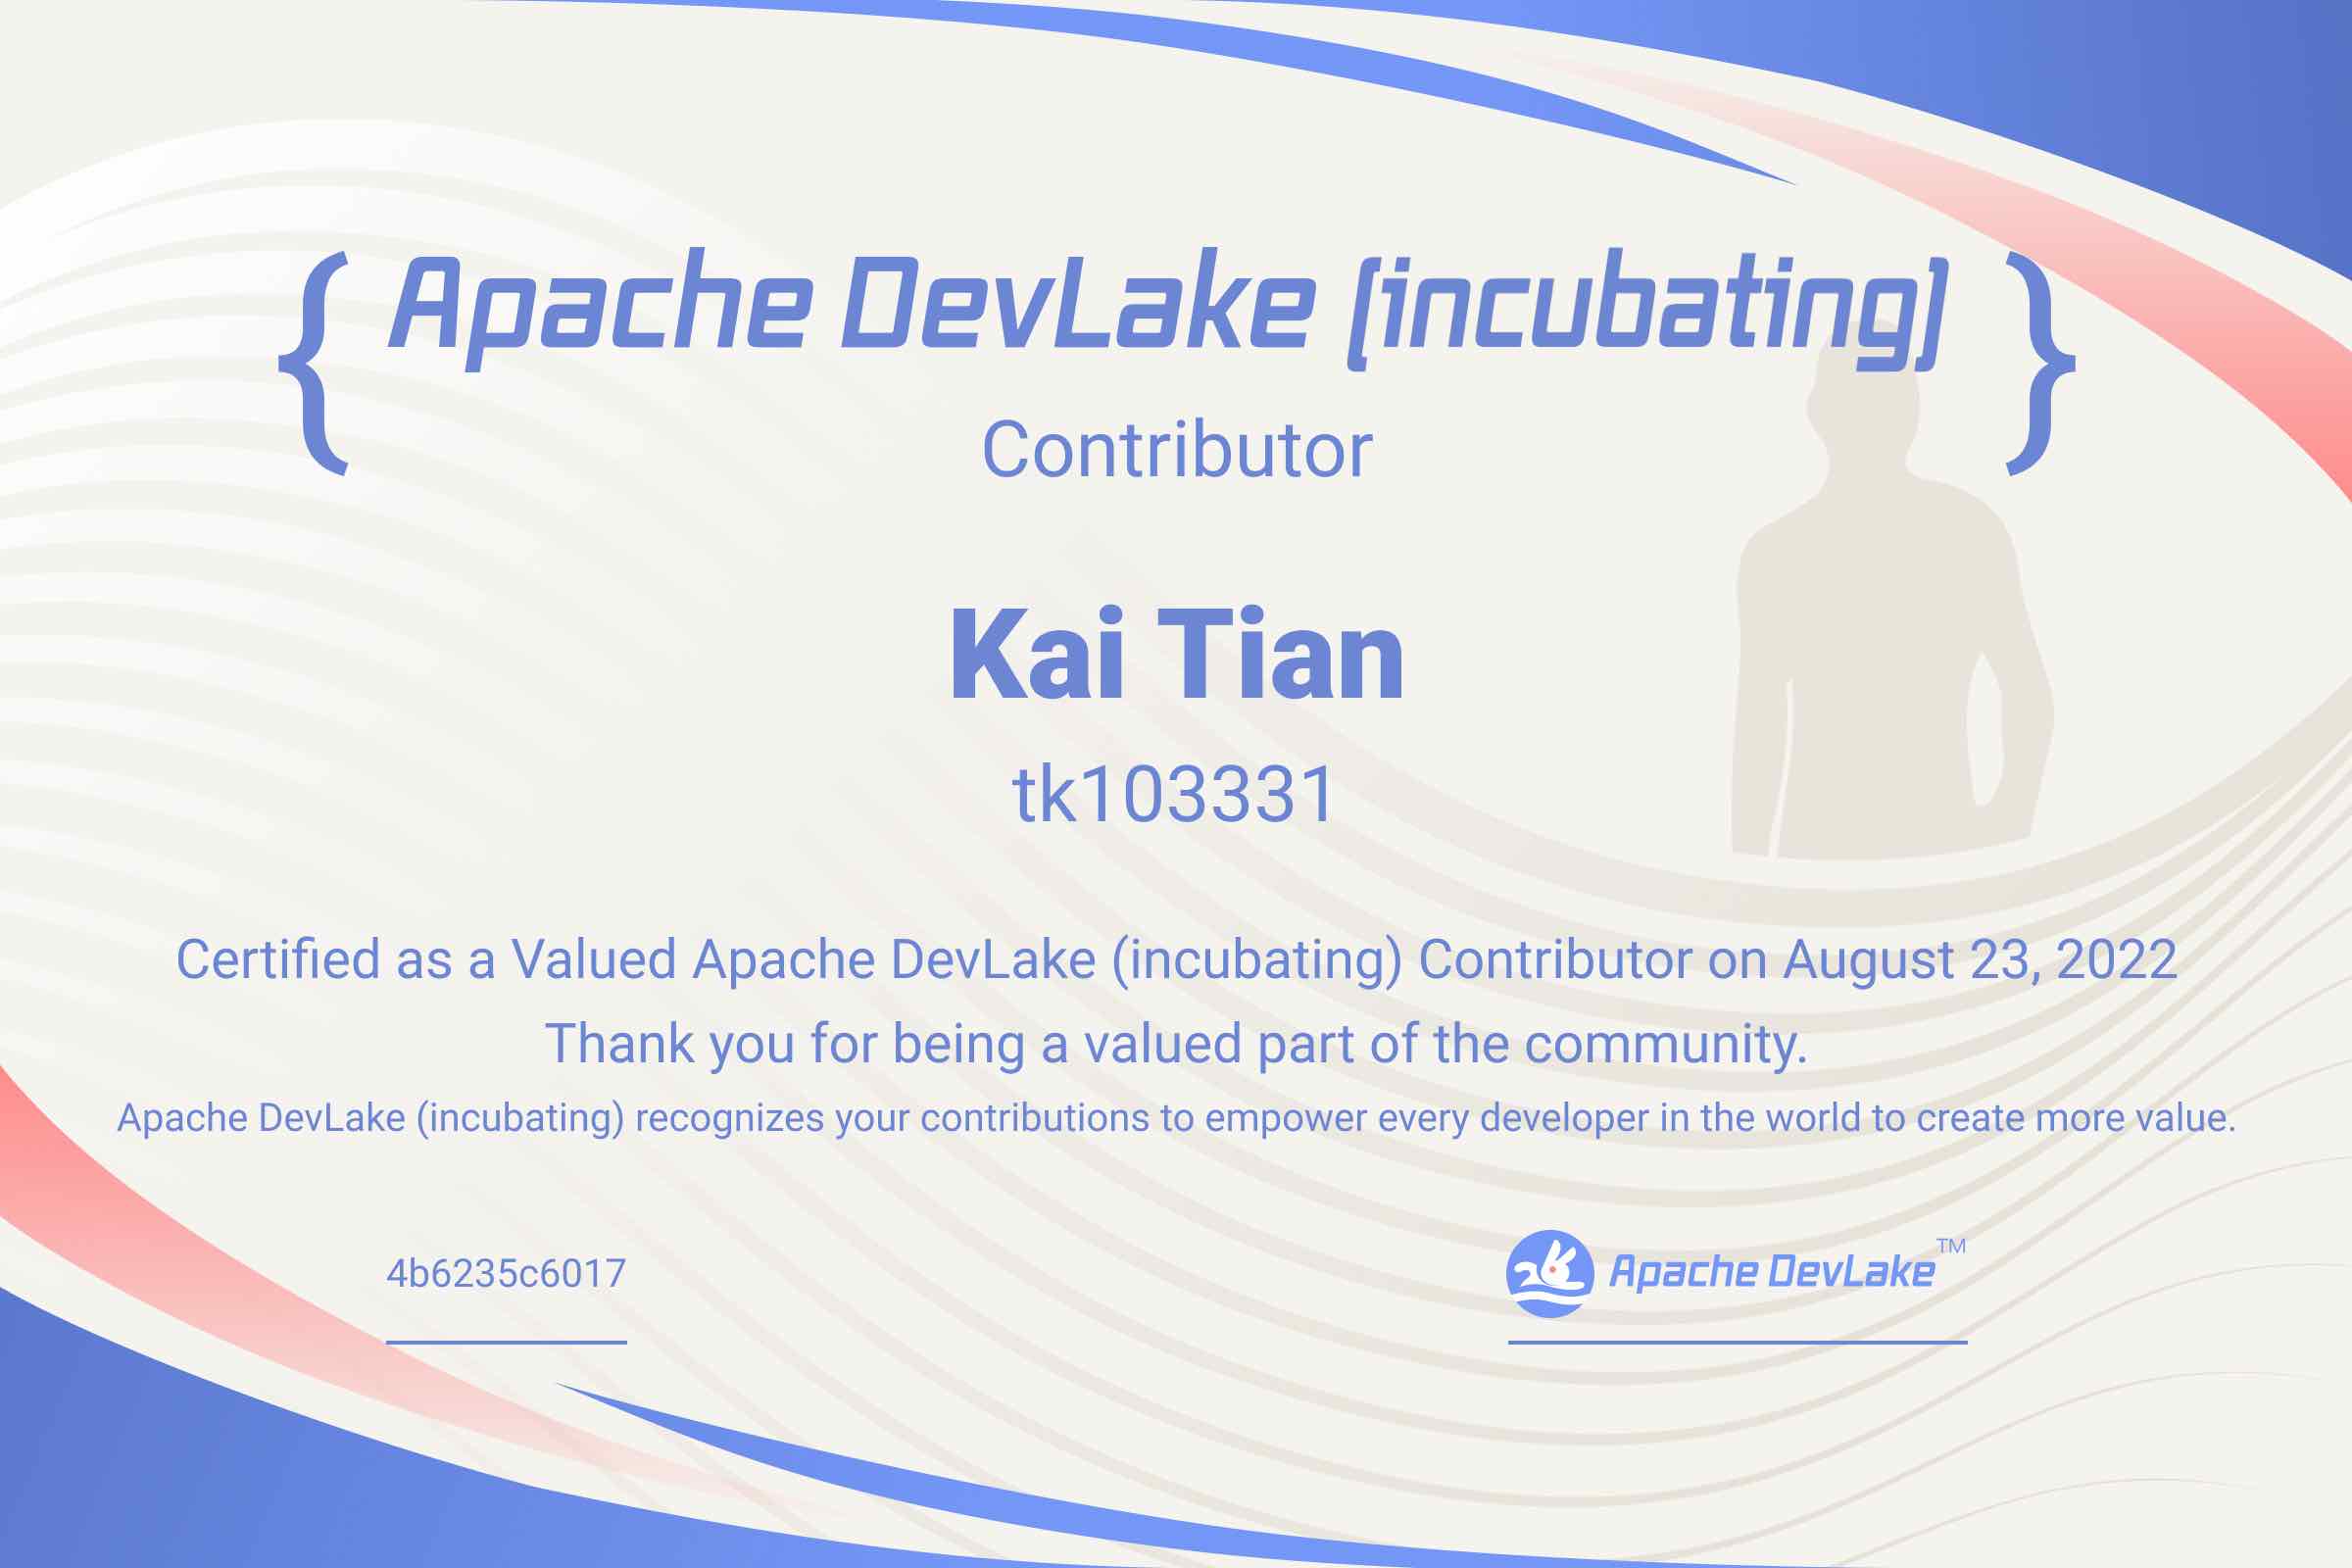 { Apache DevLake (incubating) }
Contributor
Kai Tian
tk103331
Certified as a Valued Apache DevLake (incubating) Contributor on August 23, 2022
Thank you for being a valued part of the community.
Apache DevLake (incubating) recognizes your contributions to empower every developer in the world to create more value.
4b6235c6017
Apache DevLake™